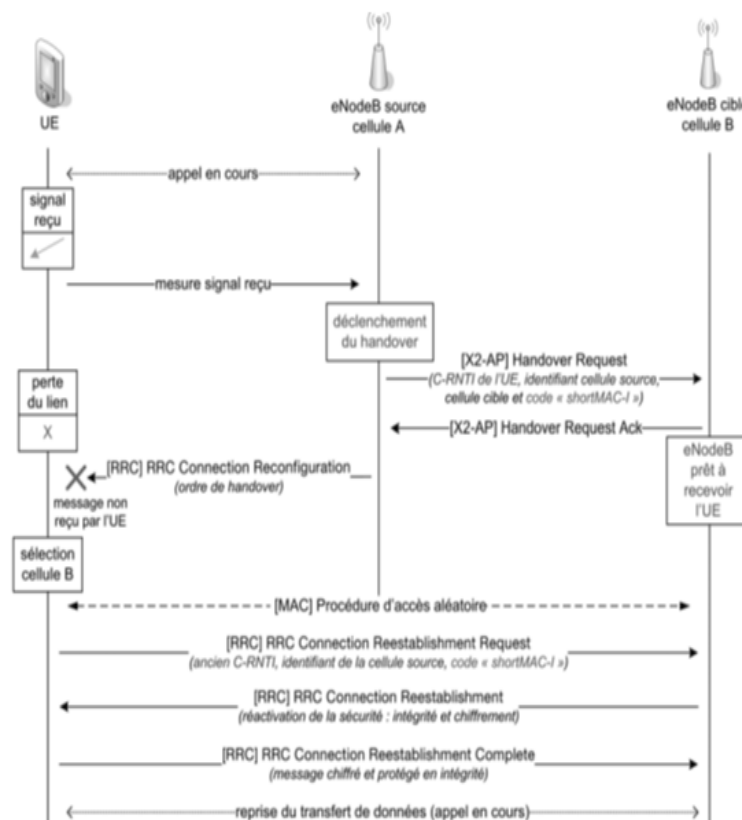 UE
eNodeB source
cellule A
eNodeB cible
cellule B
appel en cours
signal
reçu
mesure signal reçu
déclenchement
du handover
[X2-AP] Handover Request
(C-RNTI de l'UE, identifiant cellule source,
cellule cible et code « shortMAC-I »)
perte
du lien
X
[X2-AP] Handover Request Ack
eNodeB
prêt à
recevoir
l'UE
[RRC] RRC Connection Reconfiguration
(ordre de handover)
message non
reçu par l'UE
sélection
cellule B
[MAC] Procédure d'accès aléatoire
[RRC] RRC Connection Reestablishment Request
(ancien C-RNTI, identifiant de la cellule source, code « shortMAC-I »)
[RRC] RRC Connection Reestablishment
(réactivation de la sécurité : intégrité et chiffrement)
[RRC] RRC Connection Reestablishment Complete
(message chiffré et protégé en intégrité)
reprise du transfert de données (appel en cours)